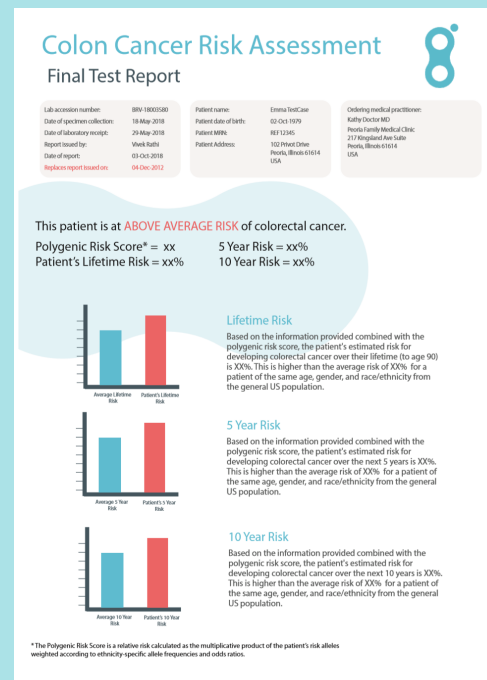 Colon Cancer Risk Assessment
Final Test Report
Lab accession number: BRV-18003580
Date of specimen collection: 18-May-2018
Date of laboratory receipt: 29-May-2018
Report issued by: Vivek Rathi
Date of report: 03-Oct-2018
Replaces report issued on: 04-Dec-2012
Patient name: Emma TestCase
Patient date of birth: 02-Oct-1979
Patient MRN: REF12345
Patient Address: 102 Privot Drive
Peoria, Illinois 61614
USA
Ordering medical practitioner:
Kathy Doctor MD
Peoria Family Medical Clinic
217 Kingsland Ave Suite
Peoria, Illinois 61614
USA
This patient is at ABOVE AVERAGE RISK of colorectal cancer.
Polygenic Risk Score* = xx 5 Year Risk = xx%
Patient's Lifetime Risk = xx% 10 Year Risk = xx%
Average Lifetime Risk
Patient's Lifetime Risk
Lifetime Risk
Based on the information provided combined with the
polygenic risk score, the patient's estimated risk for
developing colorectal cancer over their lifetime (to age 90)
is XX%. This is higher than the average risk of XX% for a
patient of the same age, gender, and race/ethnicity from
the general US population.
Average 5 Year Risk
Patient's 5 Year Risk
5 Year Risk
Based on the information provided combined with the
polygenic risk score, the patient's estimated risk for
developing colorectal cancer over the next 5 years is XX%.
This is higher than the average risk of XX% for a patient of
the same age, gender, and race/ethnicity from the general
US population.
Average 10 Year Risk
Patient's 10 Year Risk
10 Year Risk
Based on the information provided combined with the
polygenic risk score, the patient's estimated risk for
developing colorectal cancer over the next 10 years is XX%.
This is higher than the average risk of XX% for a patient of
the same age, gender, and race/ethnicity from the general
US population.
*The Polygenic Risk Score is a relative risk calculated as the multiplicative product of the patient's risk alleles
weighted according to ethnicity-specific allele frequencies and odds ratios.